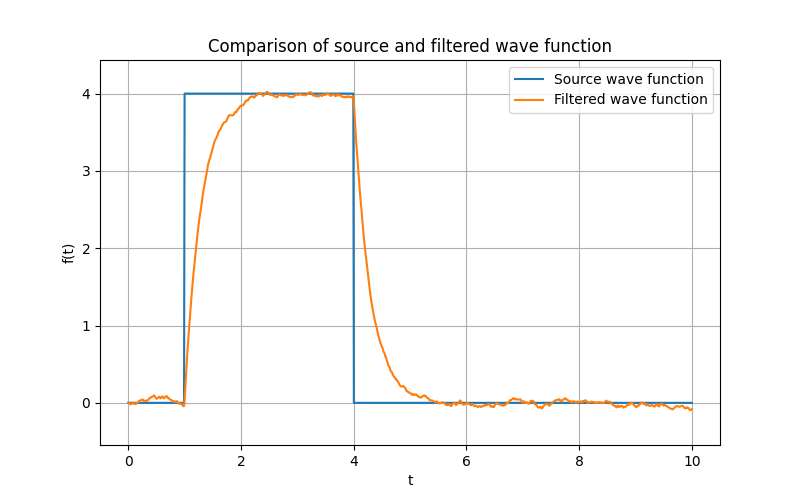 Comparison of source and filtered wave function
Source wave function
Filtered wave function
f(t)
4
3
2
1
0
0 2 4 6 8 10
t